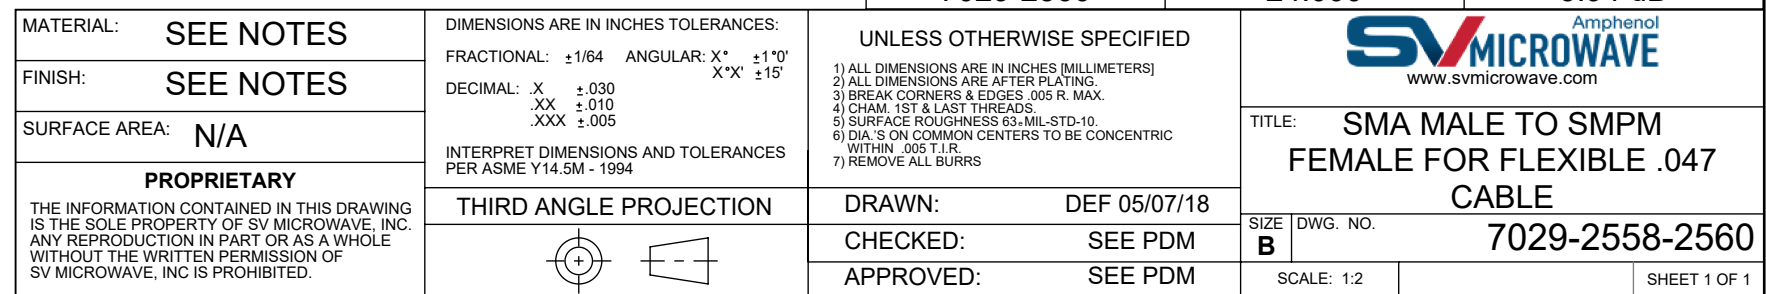 MATERIAL: SEE NOTES
FINISH: SEE NOTES
SURFACE AREA: N/A
PROPRIETARY
THE INFORMATION CONTAINED IN THIS DRAWING
IS THE SOLE PROPERTY OF SV MICROWAVE, INC.
ANY REPRODUCTION IN PART OR AS A WHOLE
WITHOUT THE WRITTEN PERMISSION OF
SV MICROWAVE, INC IS PROHIBITED.
DIMENSIONS ARE IN INCHES TOLERANCES:
FRACTIONAL: ±1/64 ANGULAR: X° ±1°0'
X°X' ±15'
DECIMAL: .X ±.030
.XX ±.010
.XXX ±.005
INTERPRET DIMENSIONS AND TOLERANCES
PER ASME Y14.5M - 1994
THIRD ANGLE PROJECTION
UNLESS OTHERWISE SPECIFIED
1) ALL DIMENSIONS ARE IN INCHES [MILLIMETERS]
2) ALL DIMENSIONS ARE AFTER PLATING.
3) BREAK CORNERS & EDGES .005 R. MAX.
4) CHAM. 1ST & LAST THREADS.
5) SURFACE ROUGHNESS 63 MIL-STD-10.
6) DIA.'S ON COMMON CENTERS TO BE CONCENTRIC
WITHIN .005 T.I.R.
7) REMOVE ALL BURRS
DRAWN: DEF 05/07/18
CHECKED: SEE PDM
APPROVED: SEE PDM
Amphenol
SV MICROWAVE
www.svmicrowave.com
TITLE: SMA MALE TO SMPM
FEMALE FOR FLEXIBLE .047
CABLE
SIZE B DWG. NO. 7029-2558-2560
SCALE: 1:2 SHEET 1 OF 1